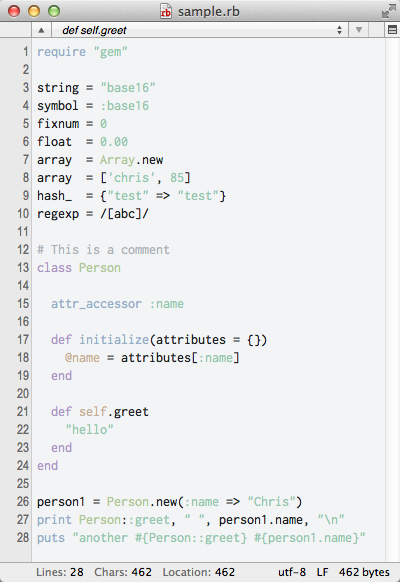 sample.rb
def self.greet
1 require "gem"
2
3 string = "base16"
4 symbol = :base16
5 fixnum = 0
6 float  = 0.00
7 array  = Array.new
8 array  = ['chris', 85]
9 hash_  = {"test" => "test"}
10 regexp = /[abc]/
11
12 # This is a comment
13 class Person
14
15   attr_accessor :name
16
17   def initialize(attributes = {})
18     @name = attributes[:name]
19   end
20
21   def self.greet
22     "hello"
23   end
24 end
25
26 person1 = Person.new(:name => "Chris")
27 print Person::greet, " ", person1.name, "\n"
28 puts "another #{Person::greet} #{person1.name}"
Lines: 28 Chars: 462 Location: 462 utf-8 LF 462 bytes